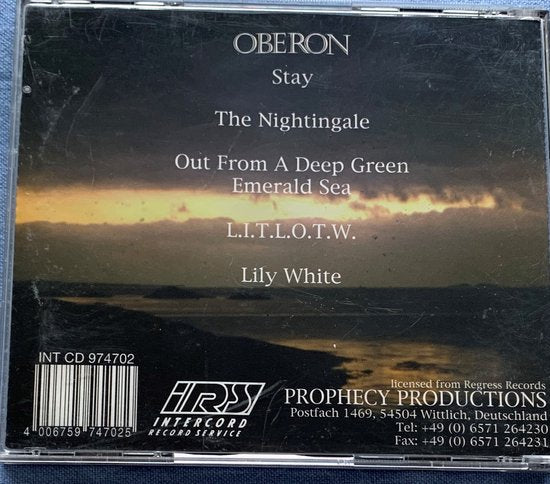 OBERON
Stay
The Nightingale
Out From A Deep Green
Emerald Sea
L.I.T.L.O.T.W.
Lily White
INT CD 974702
4 006759 747025
IRS
INTERCORD
RECORD SERVICE
licensed from Regress Records
PROPHECY PRODUCTIONS
Postfach 1469, 54504 Wittlich, Deutschland
Tel: +49 (0) 6571 264230
Fax: +49 (0) 6571 264231